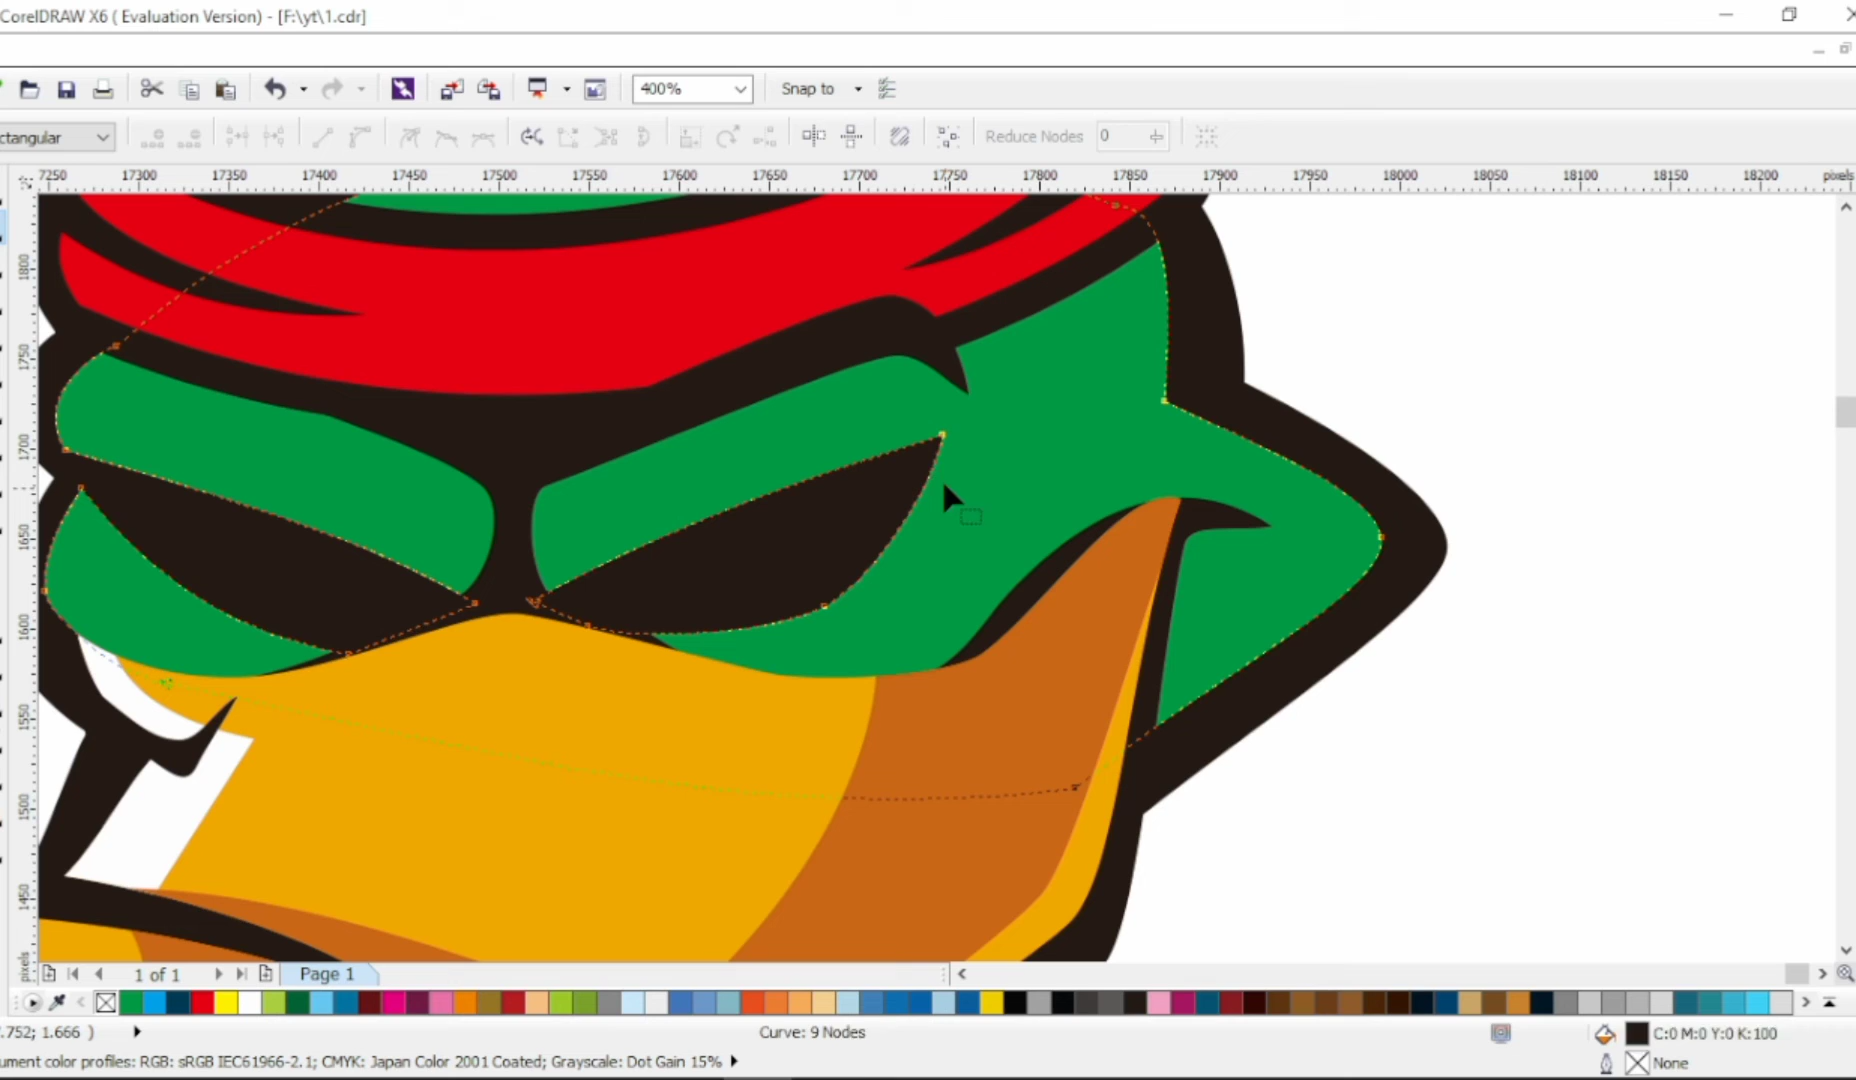 CorelDRAW X6 ( Evaluation Version) - [F:\yt\1.cdr]
400%
Snap to
ctangular
Reduce Nodes 0
7250 17300 17350 17400 17450 17500 17550 17600 17650 17700 17750 17800 17850 17900 17950 18000 18050 18100 18150 18200 pixels
1800
1750
1700
1650
1600
1550
1500
1450
pixels
1 of 1
Page 1
.752; 1.666 )
Curve: 9 Nodes
C:0 M:0 Y:0 K:100
ument color profiles: RGB: sRGB IEC61966-2.1; CMYK: Japan Color 2001 Coated; Grayscale: Dot Gain 15%
None